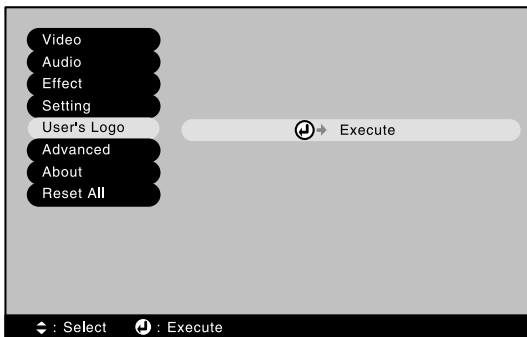 Video
Audio
Effect
Setting
User's Logo
Execute
Advanced
About
Reset All
: Select : Execute